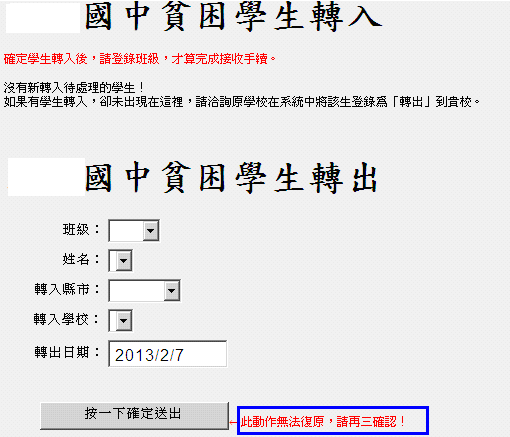 國中貧困學生轉入
確定學生轉入後，請登錄班級，才算完成接收手續。
沒有新轉入待處理的學生！
如果有學生轉入，卻未出現在這裡，請洽詢原學校在系統中將該生登錄為「轉出」到貴校。
國中貧困學生轉出
班級：
姓名：
轉入縣市：
轉入學校：
轉出日期： 2013/2/7
按一下確定送出
←此動作無法復原，請再三確認！